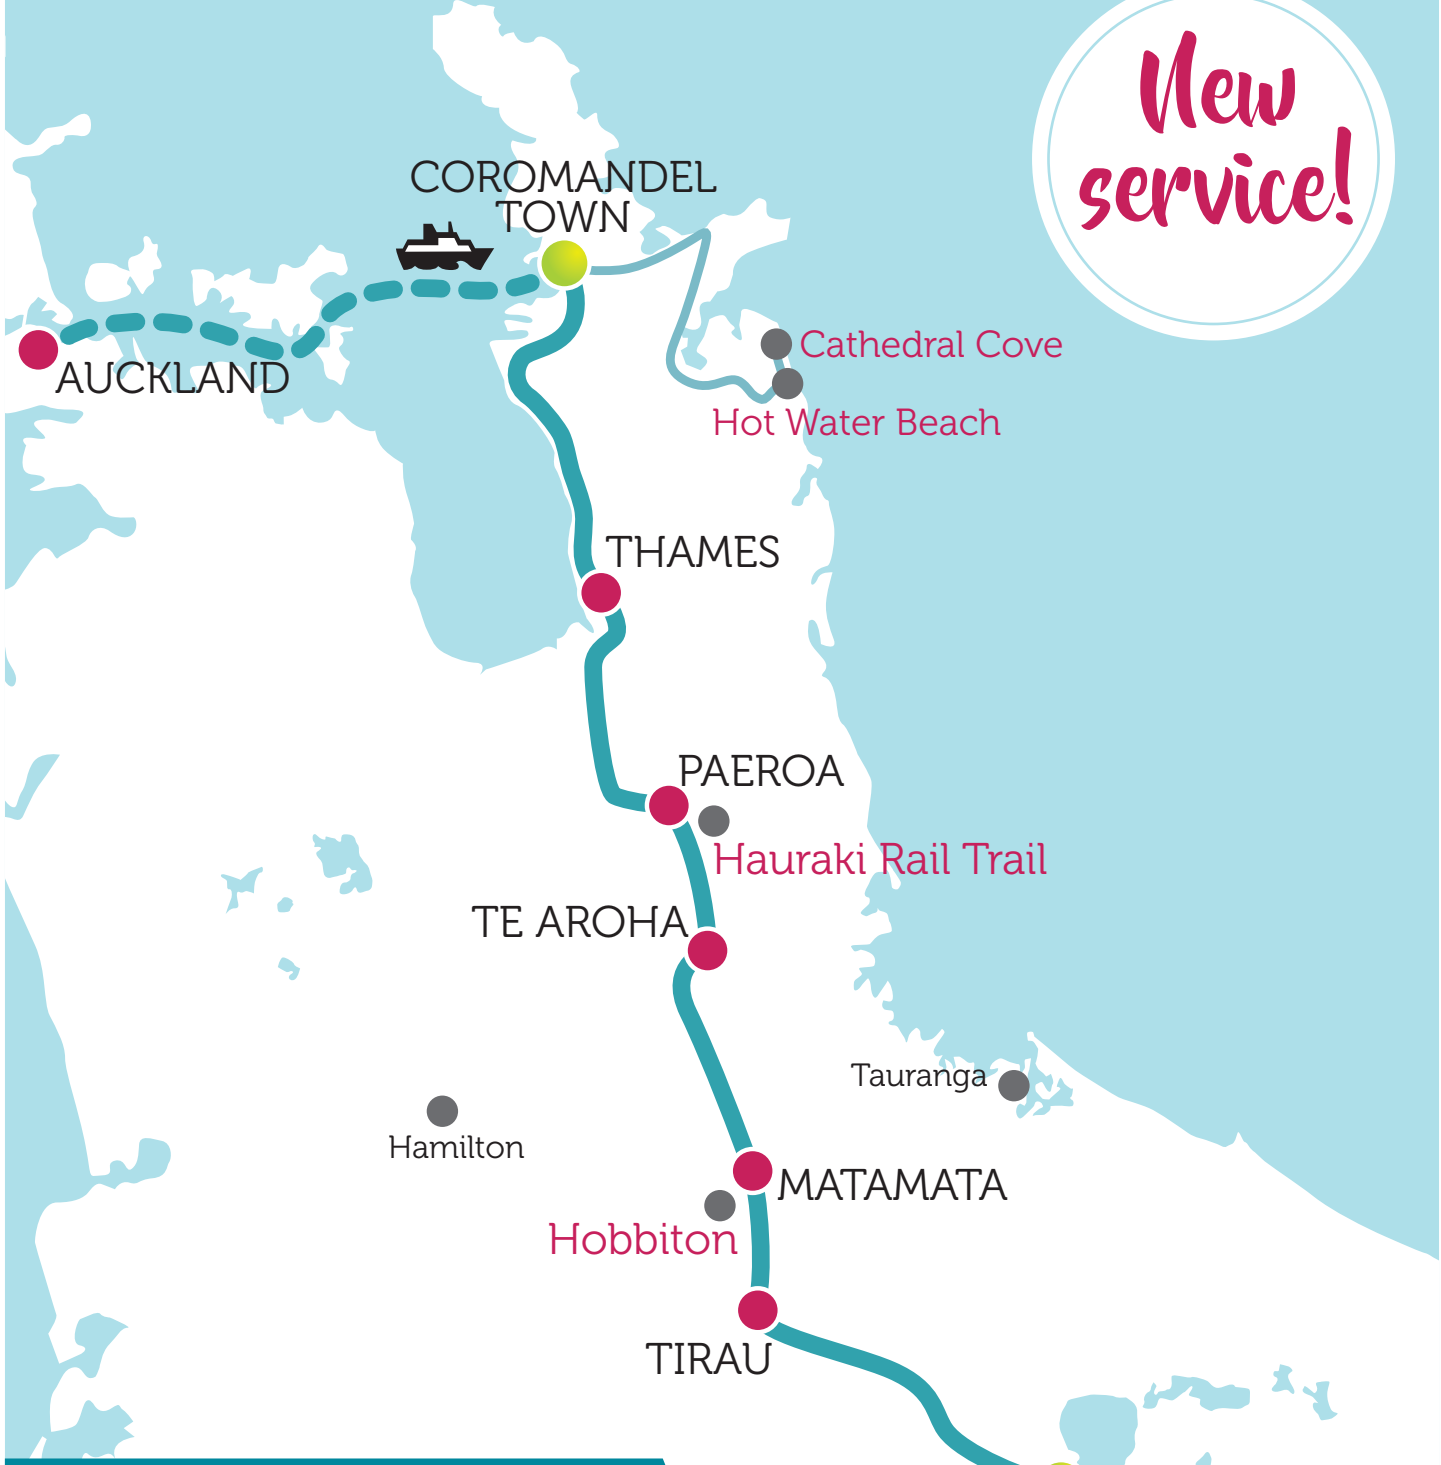 New
service!
COROMANDEL
TOWN
Cathedral Cove
AUCKLAND
Hot Water Beach
THAMES
PAEROA
Hauraki Rail Trail
TE AROHA
Tauranga
Hamilton
MATAMATA
Hobbiton
TIRAU